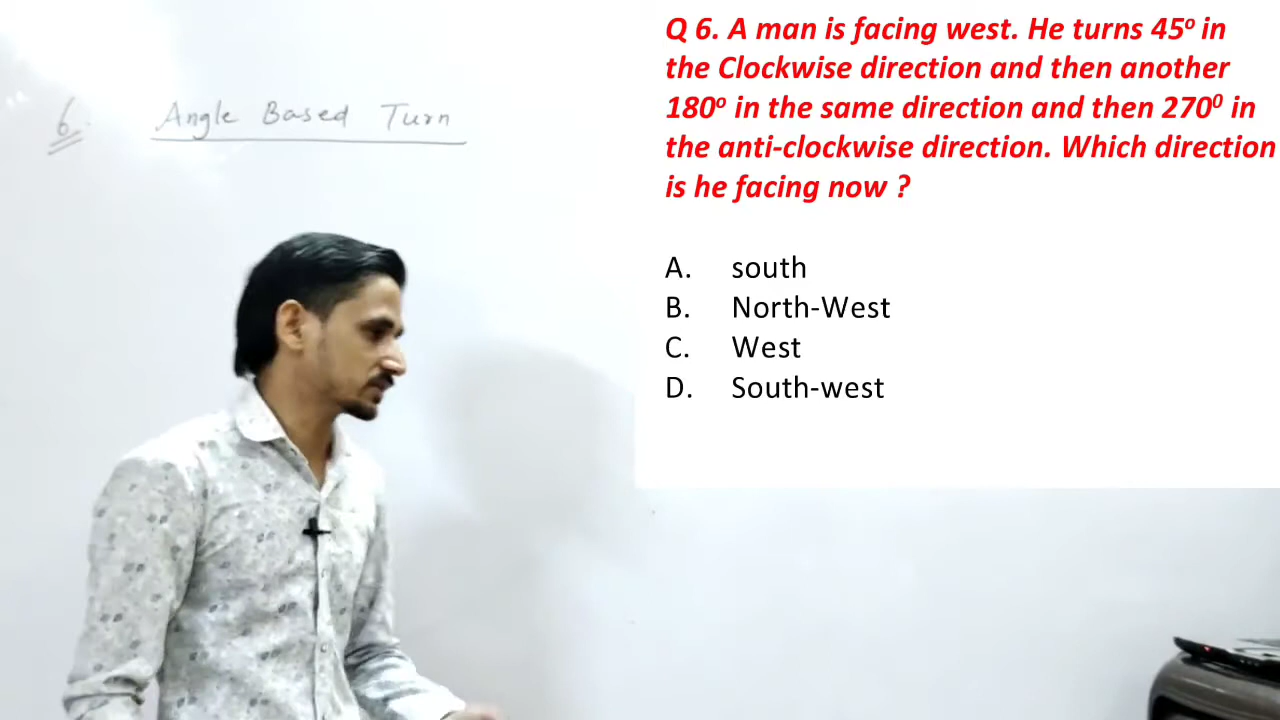 6. Angle Based Turn
Q 6. A man is facing west. He turns 45º in
the Clockwise direction and then another
180º in the same direction and then 270⁰ in
the anti-clockwise direction. Which direction
is he facing now ?
A. south
B. North-West
C. West
D. South-west